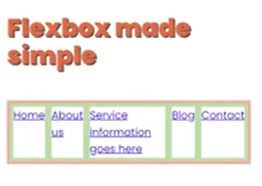 Flexbox made
simple
Home About Service Blog Contact
us information
goes here